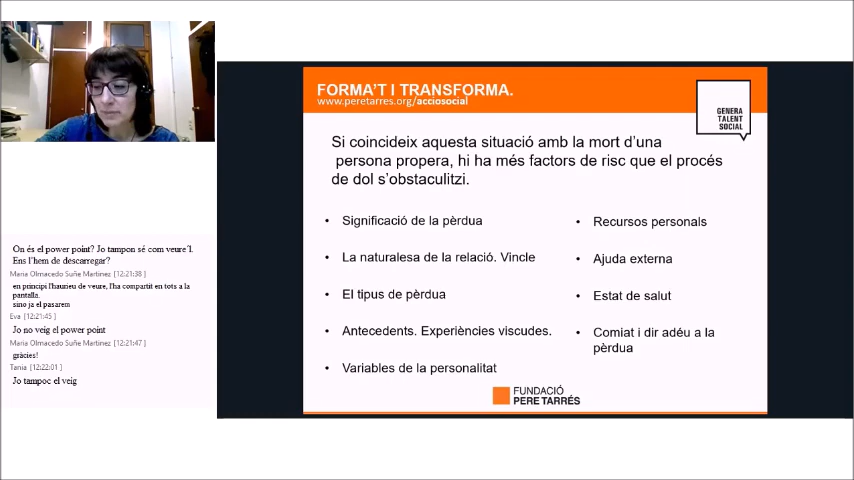 FORMA'T I TRANSFORMA.
www.peretarres.org/acciosocial
GENERA
TALENT
SOCIAL
Si coincideix aquesta situació amb la mort d'una
persona propera, hi ha més factors de risc que el procés
de dol s'obstaculitzi.
• Significació de la pèrdua
• La naturalesa de la relació. Vincle
• El tipus de pèrdua
• Antecedents. Experiències viscudes.
• Variables de la personalitat
• Recursos personals
• Ajuda externa
• Estat de salut
• Comiat i dir adéu a la
pèrdua
FUNDACIÓ
PERE TARRÉS
On és el power point? Jo tampon sé com veure'l.
Ens l'hem de descarregar?
Maria Olmacedo Suñe Martinez [12:21:38]
en principi l'hauríeu de veure, l'ha compartit en tots a la
pantalla.
sino ja el pasarem
Eva [12:21:45]
Jo no veig el power point
Maria Olmacedo Suñe Martinez [12:21:47]
gràcies!
Tania [12:22:01]
Jo tampoc el veig